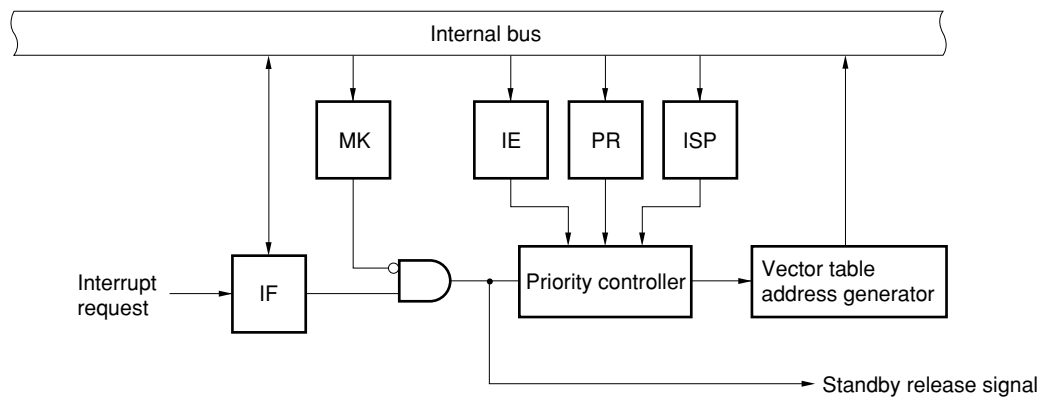 Internal bus
MK
IE
PR
ISP
Interrupt
request
IF
Priority controller
Vector table
address generator
Standby release signal